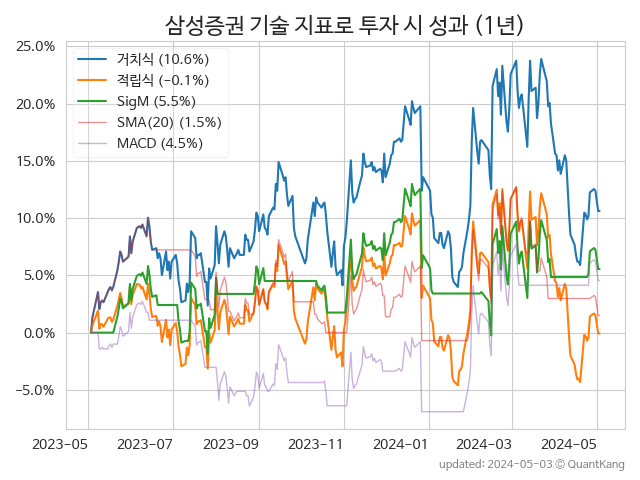 삼성증권 기술 지표로 투자 시 성과 (1년)
거치식 (10.6%)
적립식 (-0.1%)
SigM (5.5%)
SMA(20) (1.5%)
MACD (4.5%)
25.0%
20.0%
15.0%
10.0%
5.0%
0.0%
−5.0%
2023-05 2023-07 2023-09 2023-11 2024-01 2024-03 2024-05
updated: 2024-05-03 ⓒ QuantKang